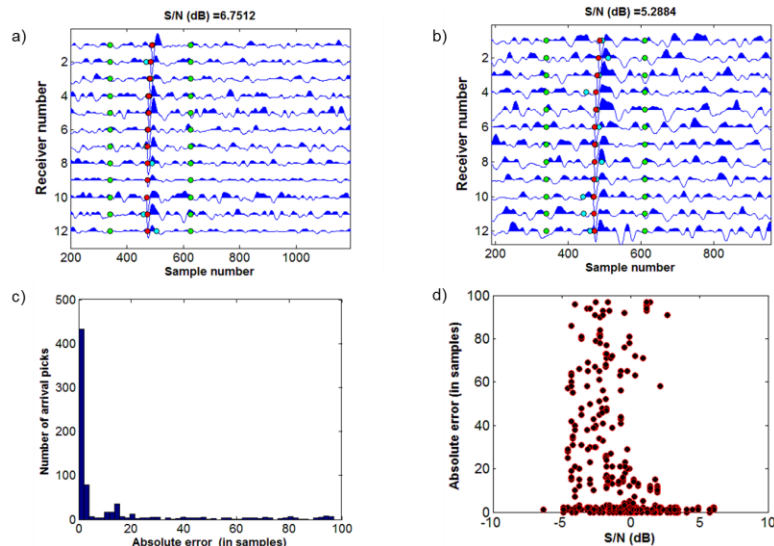 S/N (dB) =6.7512
a)
Receiver number
2
4
6
8
10
12
200 400 600 800 1000
Sample number
S/N (dB) =5.2884
b)
Receiver number
2
4
6
8
10
12
200 400 600 800
Sample number
c)
Number of arrival picks
500
400
300
200
100
0
0 20 40 60 80 100
Absolute error (in samples)
d)
Absolute error (in samples)
100
80
60
40
20
0
-10 -5 0 5 10
S/N (dB)